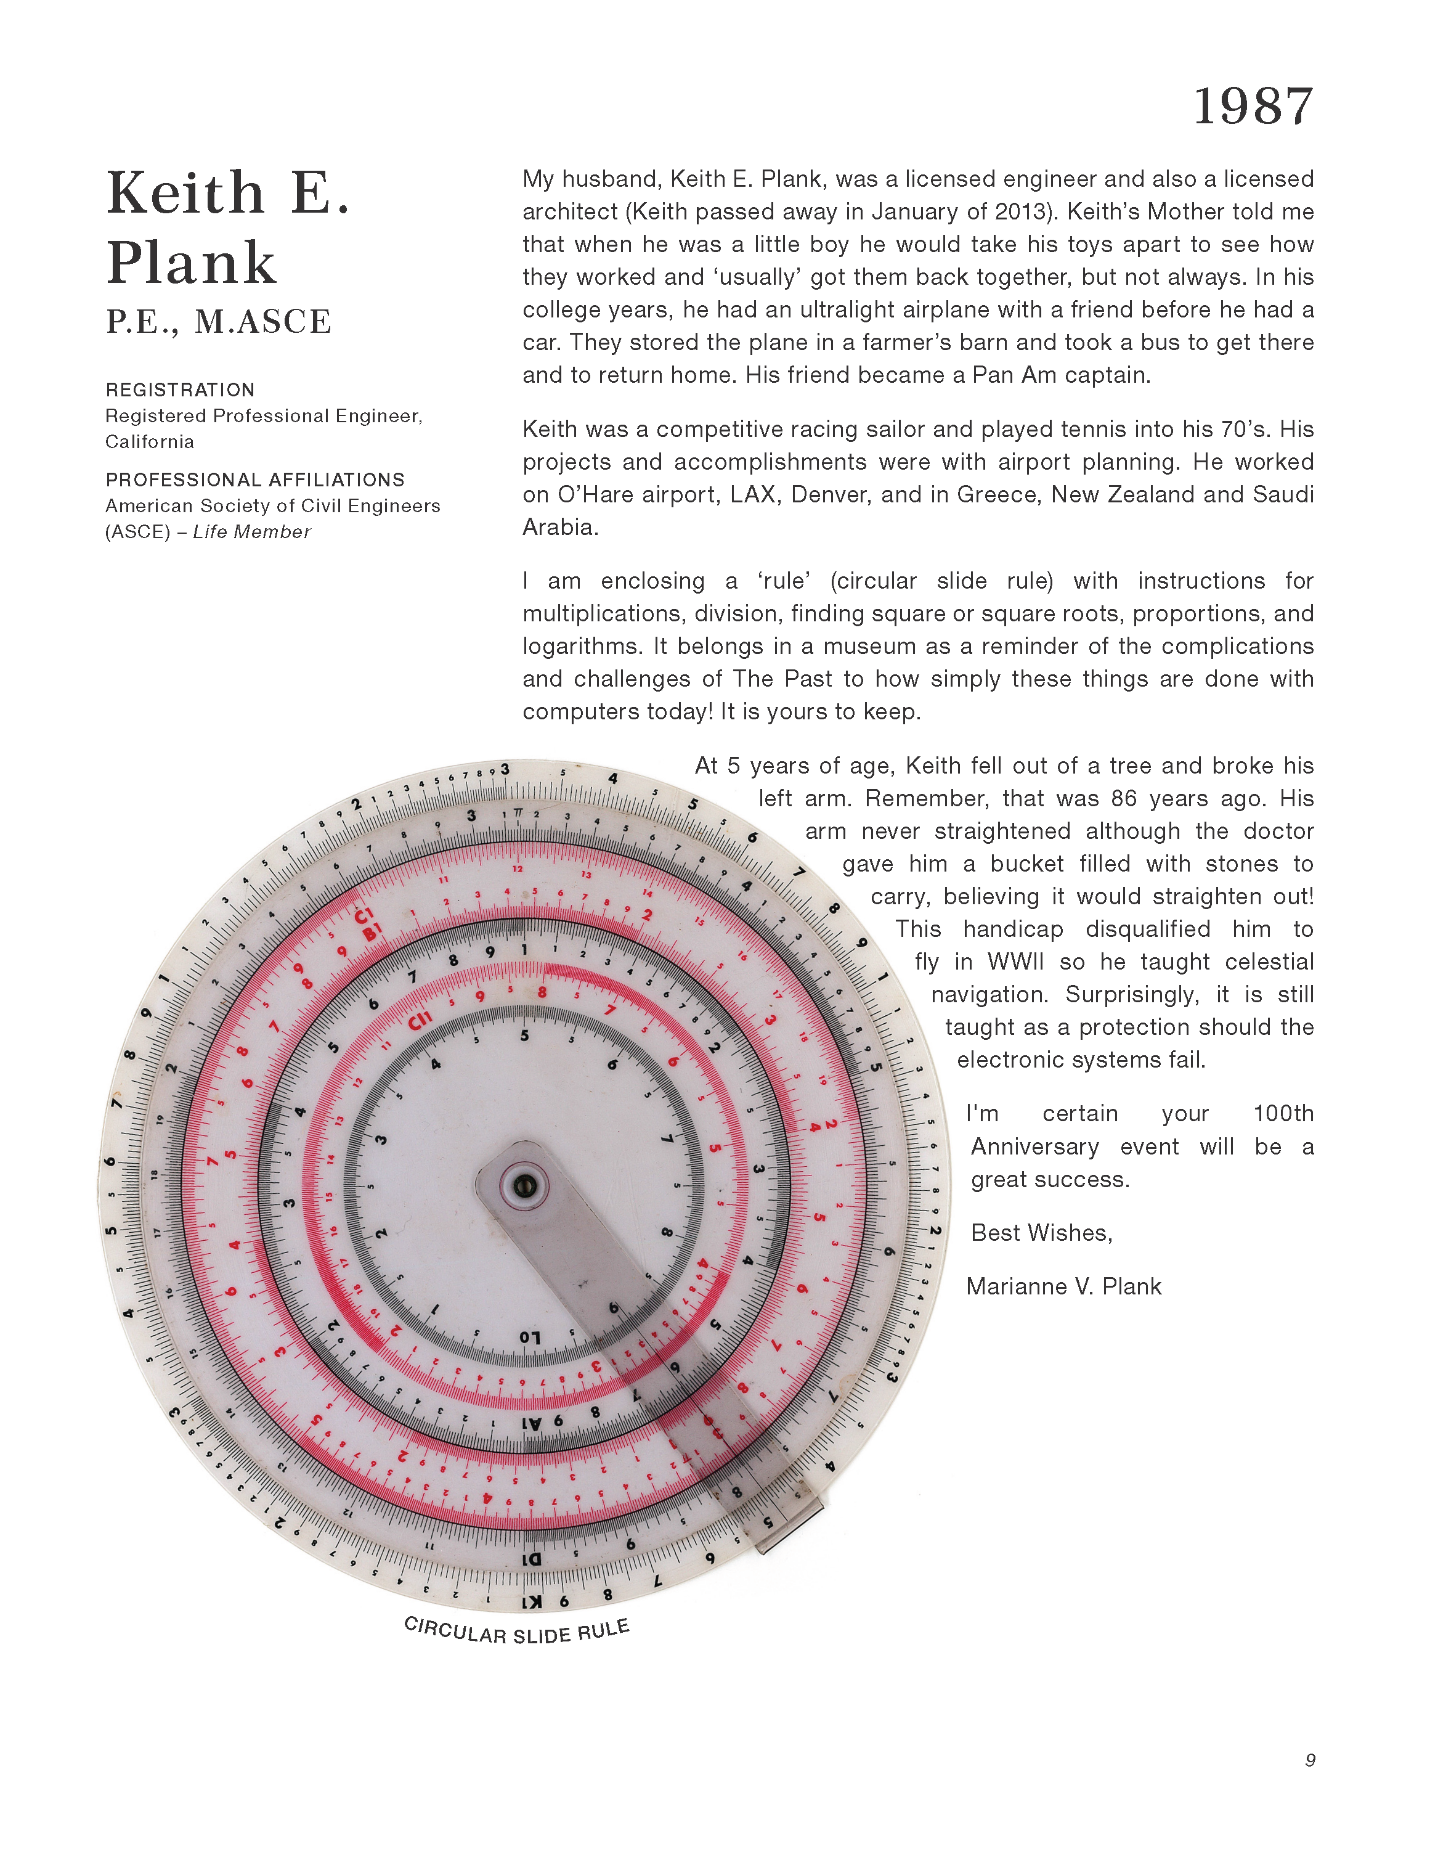 1987
Keith E.
Plank
P.E., M.ASCE
REGISTRATION
Registered Professional Engineer,
California
PROFESSIONAL AFFILIATIONS
American Society of Civil Engineers
(ASCE) – Life Member
My husband, Keith E. Plank, was a licensed engineer and also a licensed
architect (Keith passed away in January of 2013). Keith’s Mother told me
that when he was a little boy he would take his toys apart to see how
they worked and ‘usually’ got them back together, but not always. In his
college years, he had an ultralight airplane with a friend before he had a
car. They stored the plane in a farmer’s barn and took a bus to get there
and to return home. His friend became a Pan Am captain.
Keith was a competitive racing sailor and played tennis into his 70’s. His
projects and accomplishments were with airport planning. He worked
on O’Hare airport, LAX, Denver, and in Greece, New Zealand and Saudi
Arabia.
I am enclosing a ‘rule’ (circular slide rule) with instructions for
multiplications, division, finding square or square roots, proportions, and
logarithms. It belongs in a museum as a reminder of the complications
and challenges of The Past to how simply these things are done with
computers today! It is yours to keep.
At 5 years of age, Keith fell out of a tree and broke his
left arm. Remember, that was 86 years ago. His
arm never straightened although the doctor
gave him a bucket filled with stones to
carry, believing it would straighten out!
This handicap disqualified him to
fly in WWII so he taught celestial
navigation. Surprisingly, it is still
taught as a protection should the
electronic systems fail.
I'm certain your 100th
Anniversary event will be a
great success.
Best Wishes,
Marianne V. Plank
C1
B1
CI1
L0
A1
D1
K1
CIRCULAR SLIDE RULE
9